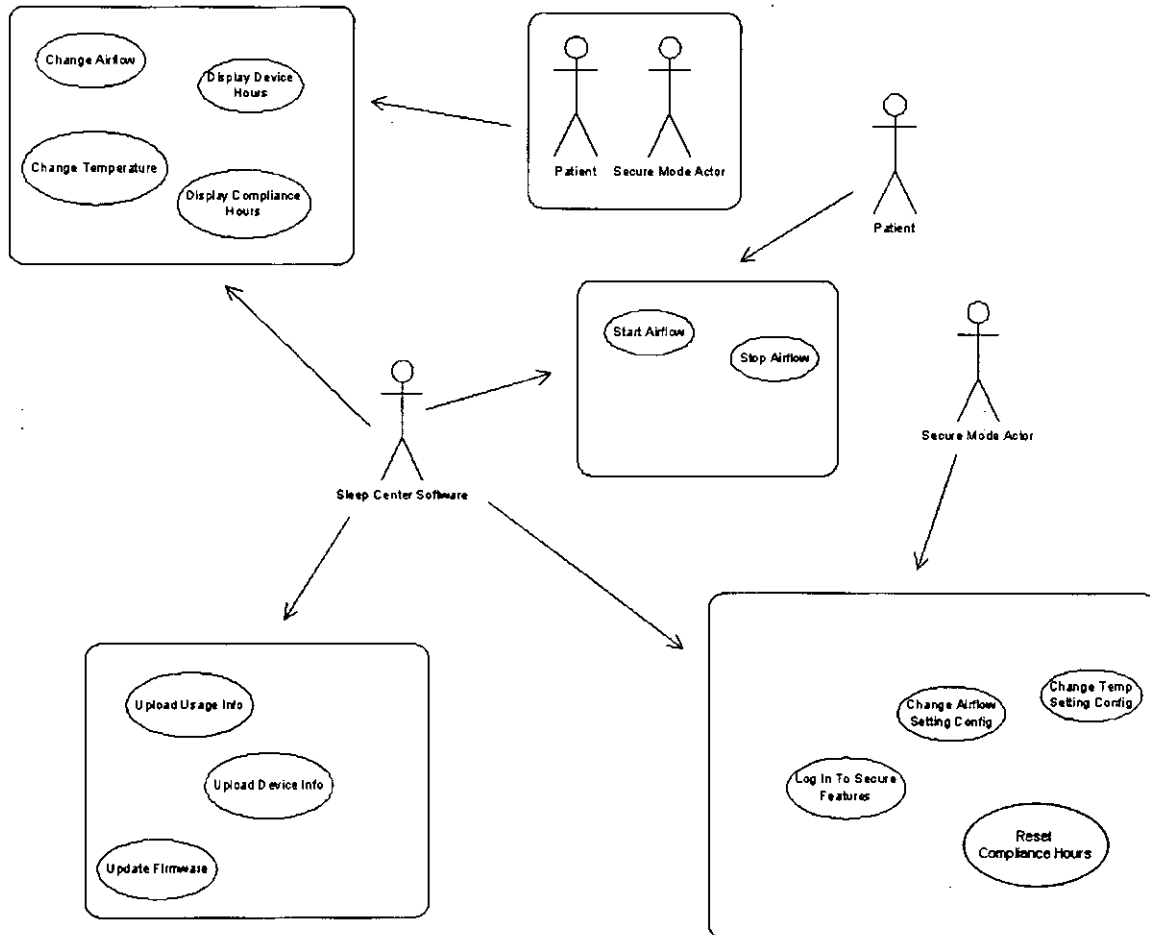 Change Airflow
Display Device
Hours
Change Temperature
Display Compliance
Hours
Patient
Secure Mode Actor
Patient
Start Airflow
Stop Airflow
Secure Mode Actor
Sleep Center Software
Upload Usage Info
Upload Device Info
Update Firmware
Change Airflow
Setting Config
Change Temp
Setting Config
Log In To Secure
Features
Reset
Compliance Hours